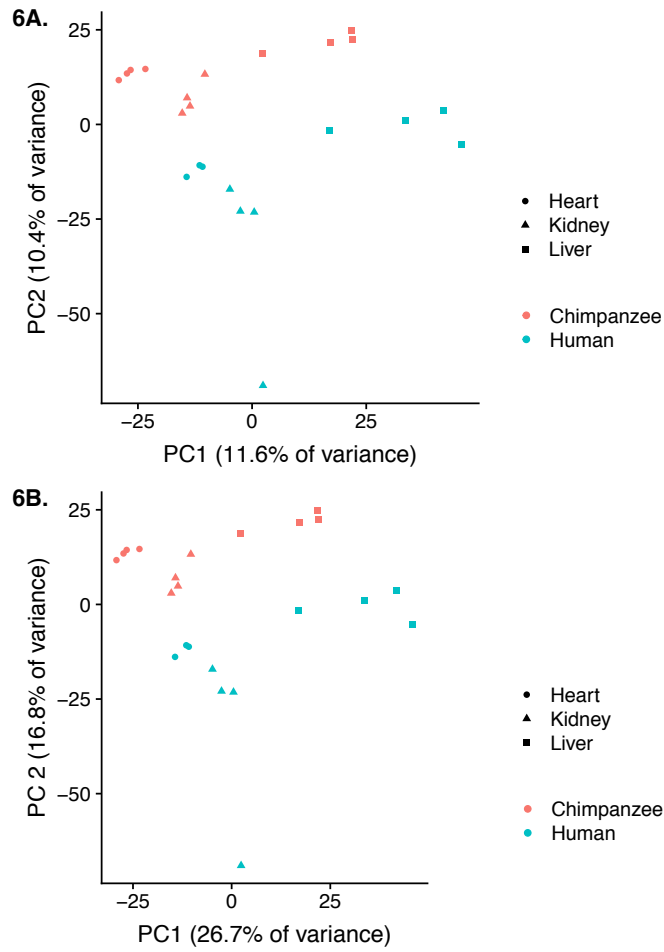 6A.
25
0
−25
−50
PC2 (10.4% of variance)
−25 0 25
PC1 (11.6% of variance)
Heart
Kidney
Liver
Chimpanzee
Human
6B.
25
0
−25
−50
PC 2 (16.8% of variance)
−25 0 25
PC1 (26.7% of variance)
Heart
Kidney
Liver
Chimpanzee
Human